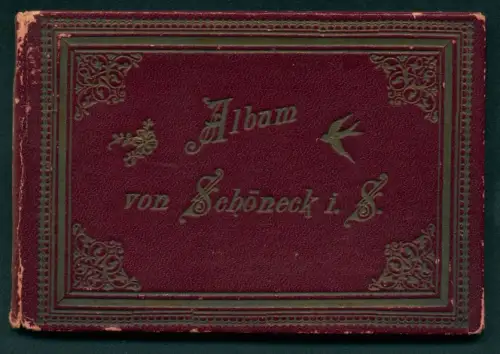 Album
von Schöneck i. S.